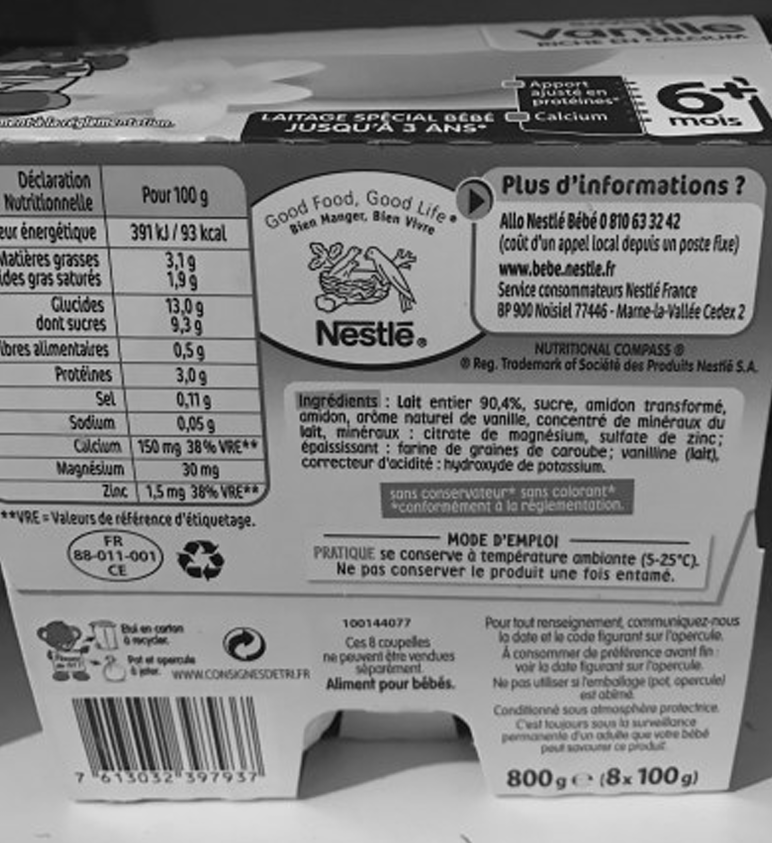 vanille
RICHE EN CALCIUM
Apport
ajusté en
protéines*
Calcium
6+
mois
LAITAGE SPÉCIAL BÉBÉ
JUSQU'À 3 ANS*
à la réglementation.
Déclaration
Nutritionnelle
Pour 100 g
énergétique 391 kJ / 93 kcal
Matières grasses 3,1 g
gras saturés 1,9 g
Glucides 13,0 g
dont sucres 9,3 g
alimentaires 0,5 g
Protéines 3,0 g
Sel 0,11 g
Sodium 0,05 g
Calcium 150 mg 38% VRE**
Magnésium 30 mg
Zinc 1,5 mg 38% VRE**
**VRE = Valeurs de référence d'étiquetage.
FR
88-011-001
CE
Good Food, Good Life
Bien Manger, Bien Vivre
Nestlē®
Plus d'informations ?
Allo Nestlé Bébé 0 810 63 32 42
(coût d'un appel local depuis un poste fixe)
www.bebe.nestle.fr
Service consommateurs Nestlé France
BP 900 Noisiel 77446 - Marne-la-Vallée Cedex 2
NUTRITIONAL COMPASS ®
® Reg. Trademark of Société des Produits Nestlé S.A.
Ingrédients : Lait entier 90,4%, sucre, amidon transformé,
amidon, arôme naturel de vanille, concentré de minéraux du
lait, minéraux : citrate de magnésium, sulfate de zinc;
épaississant : farine de graines de caroube; vanilline (lait),
correcteur d'acidité : hydroxyde de potassium.
sans conservateur* sans colorant*
*conformément à la réglementation.
MODE D'EMPLOI
PRATIQUE se conserve à température ambiante (5-25°C).
Ne pas conserver le produit une fois entamé.
Etui en carton
à recycler.
Pot et opercule
à jeter.
WWW.CONSIGNESDETRI.FR
100144077
Ces 8 coupelles
ne peuvent être vendues
séparément.
Aliment pour bébés.
Pour tout renseignement, communiquez-nous
la date et le code figurant sur l'opercule.
À consommer de préférence avant fin :
voir la date figurant sur l'opercule.
Ne pas utiliser si l'emballage (pot, opercule)
est abîmé.
Conditionné sous atmosphère protectrice.
C'est toujours sous la surveillance
permanente d'un adulte que votre bébé
peut savourer ce produit.
7 613032 397937
800 g e (8x 100 g)